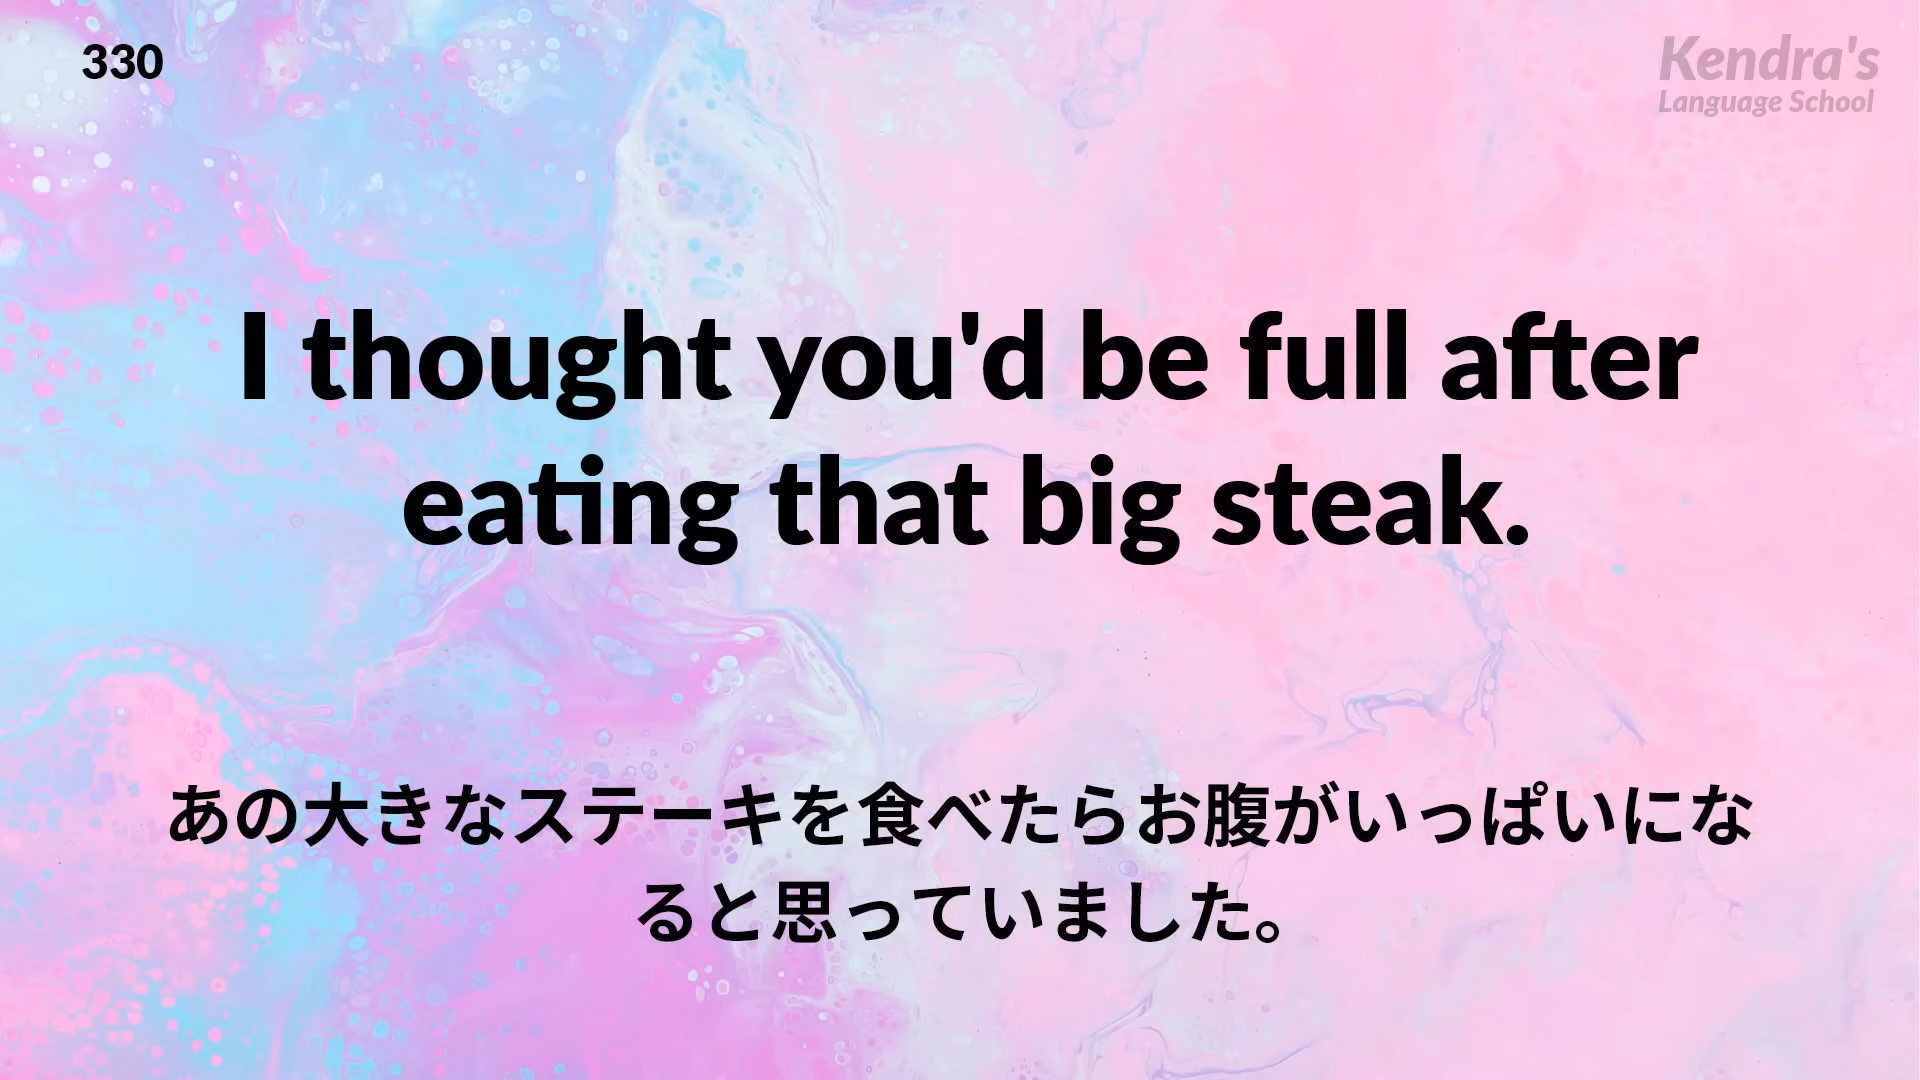 330
Kendra's
Language School
I thought you'd be full after
eating that big steak.
あの大きなステーキを食べたらお腹がいっぱいにな
ると思っていました。